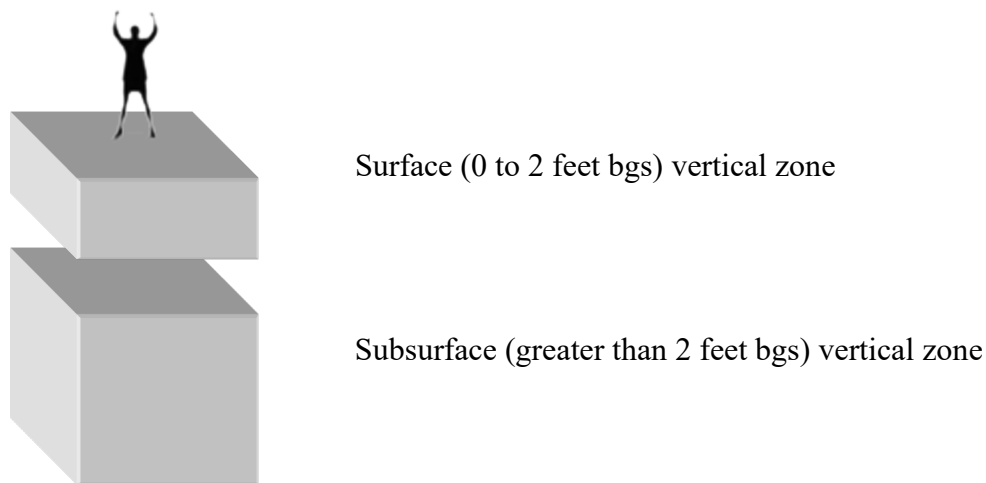 Surface (0 to 2 feet bgs) vertical zone
Subsurface (greater than 2 feet bgs) vertical zone